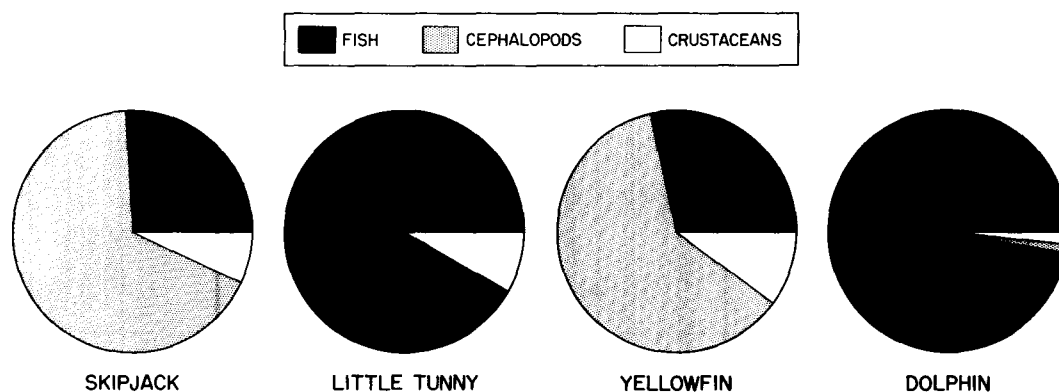 FISH CEPHALOPODS CRUSTACEANS
SKIPJACK LITTLE TUNNY YELLOWFIN DOLPHIN